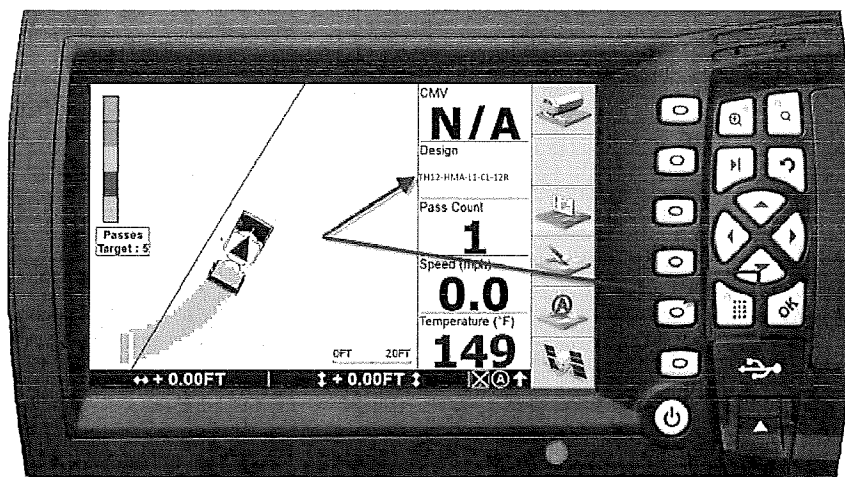 CMV
N/A
Design
TH12-HMA-L1-CL-12R
Pass Count
1
Speed (mph)
0.0
Temperature (°F)
149
Passes
Target : 5
0FT 20FT
+ 0.00FT
+ 0.00FT
A
A
OK